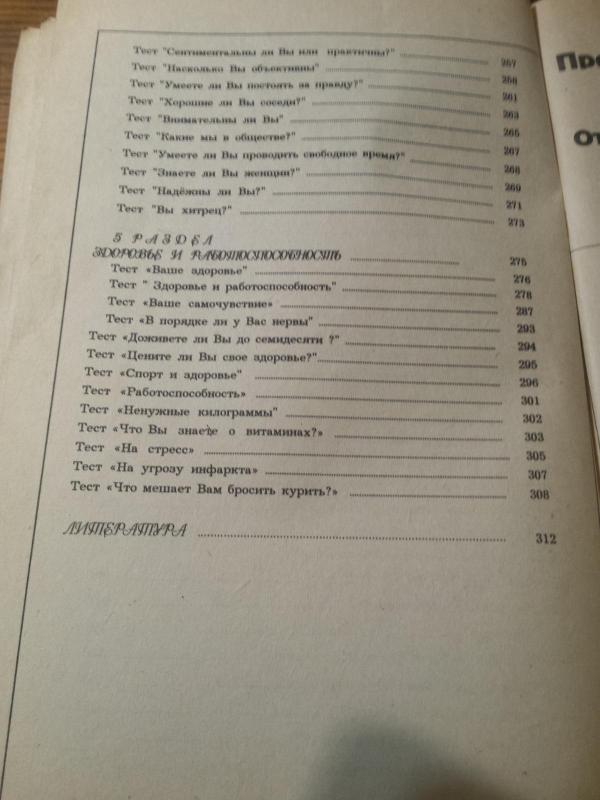 Тест "Сентиментальны ли Вы или практичны?" 257
Тест "Насколько Вы объективны" 258
Тест "Умеете ли Вы постоять за правду?" 261
Тест "Хорошие ли Вы соседи?" 263
Тест "Внимательны ли Вы" 265
Тест "Какие мы в обществе?" 267
Тест "Умеете ли Вы проводить свободное время?" 268
Тест "Знаете ли Вы женщин?" 269
Тест "Надёжны ли Вы?" 271
Тест "Вы хитрец?" 273
5 РАЗДЕЛ
ЗДОРОВЬЕ И РАБОТОСПОСОБНОСТЬ 275
Тест «Ваше здоровье" 276
Тест " Здоровье и работоспособность" 278
Тест «Ваше самочувствие» 287
Тест «В порядке ли у Вас нервы" 293
Тест «Доживете ли Вы до семидесяти ?" 294
Тест «Цените ли Вы свое здоровье?" 295
Тест «Спорт и здоровье" 296
Тест «Работоспособность» 301
Тест «Ненужные килограммы" 302
Тест «Что Вы знаете о витаминах?» 303
Тест «На стресс» 305
Тест «На угрозу инфаркта» 307
Тест «Что мешает Вам бросить курить?» 308
ЛИТЕРАТУРА 312